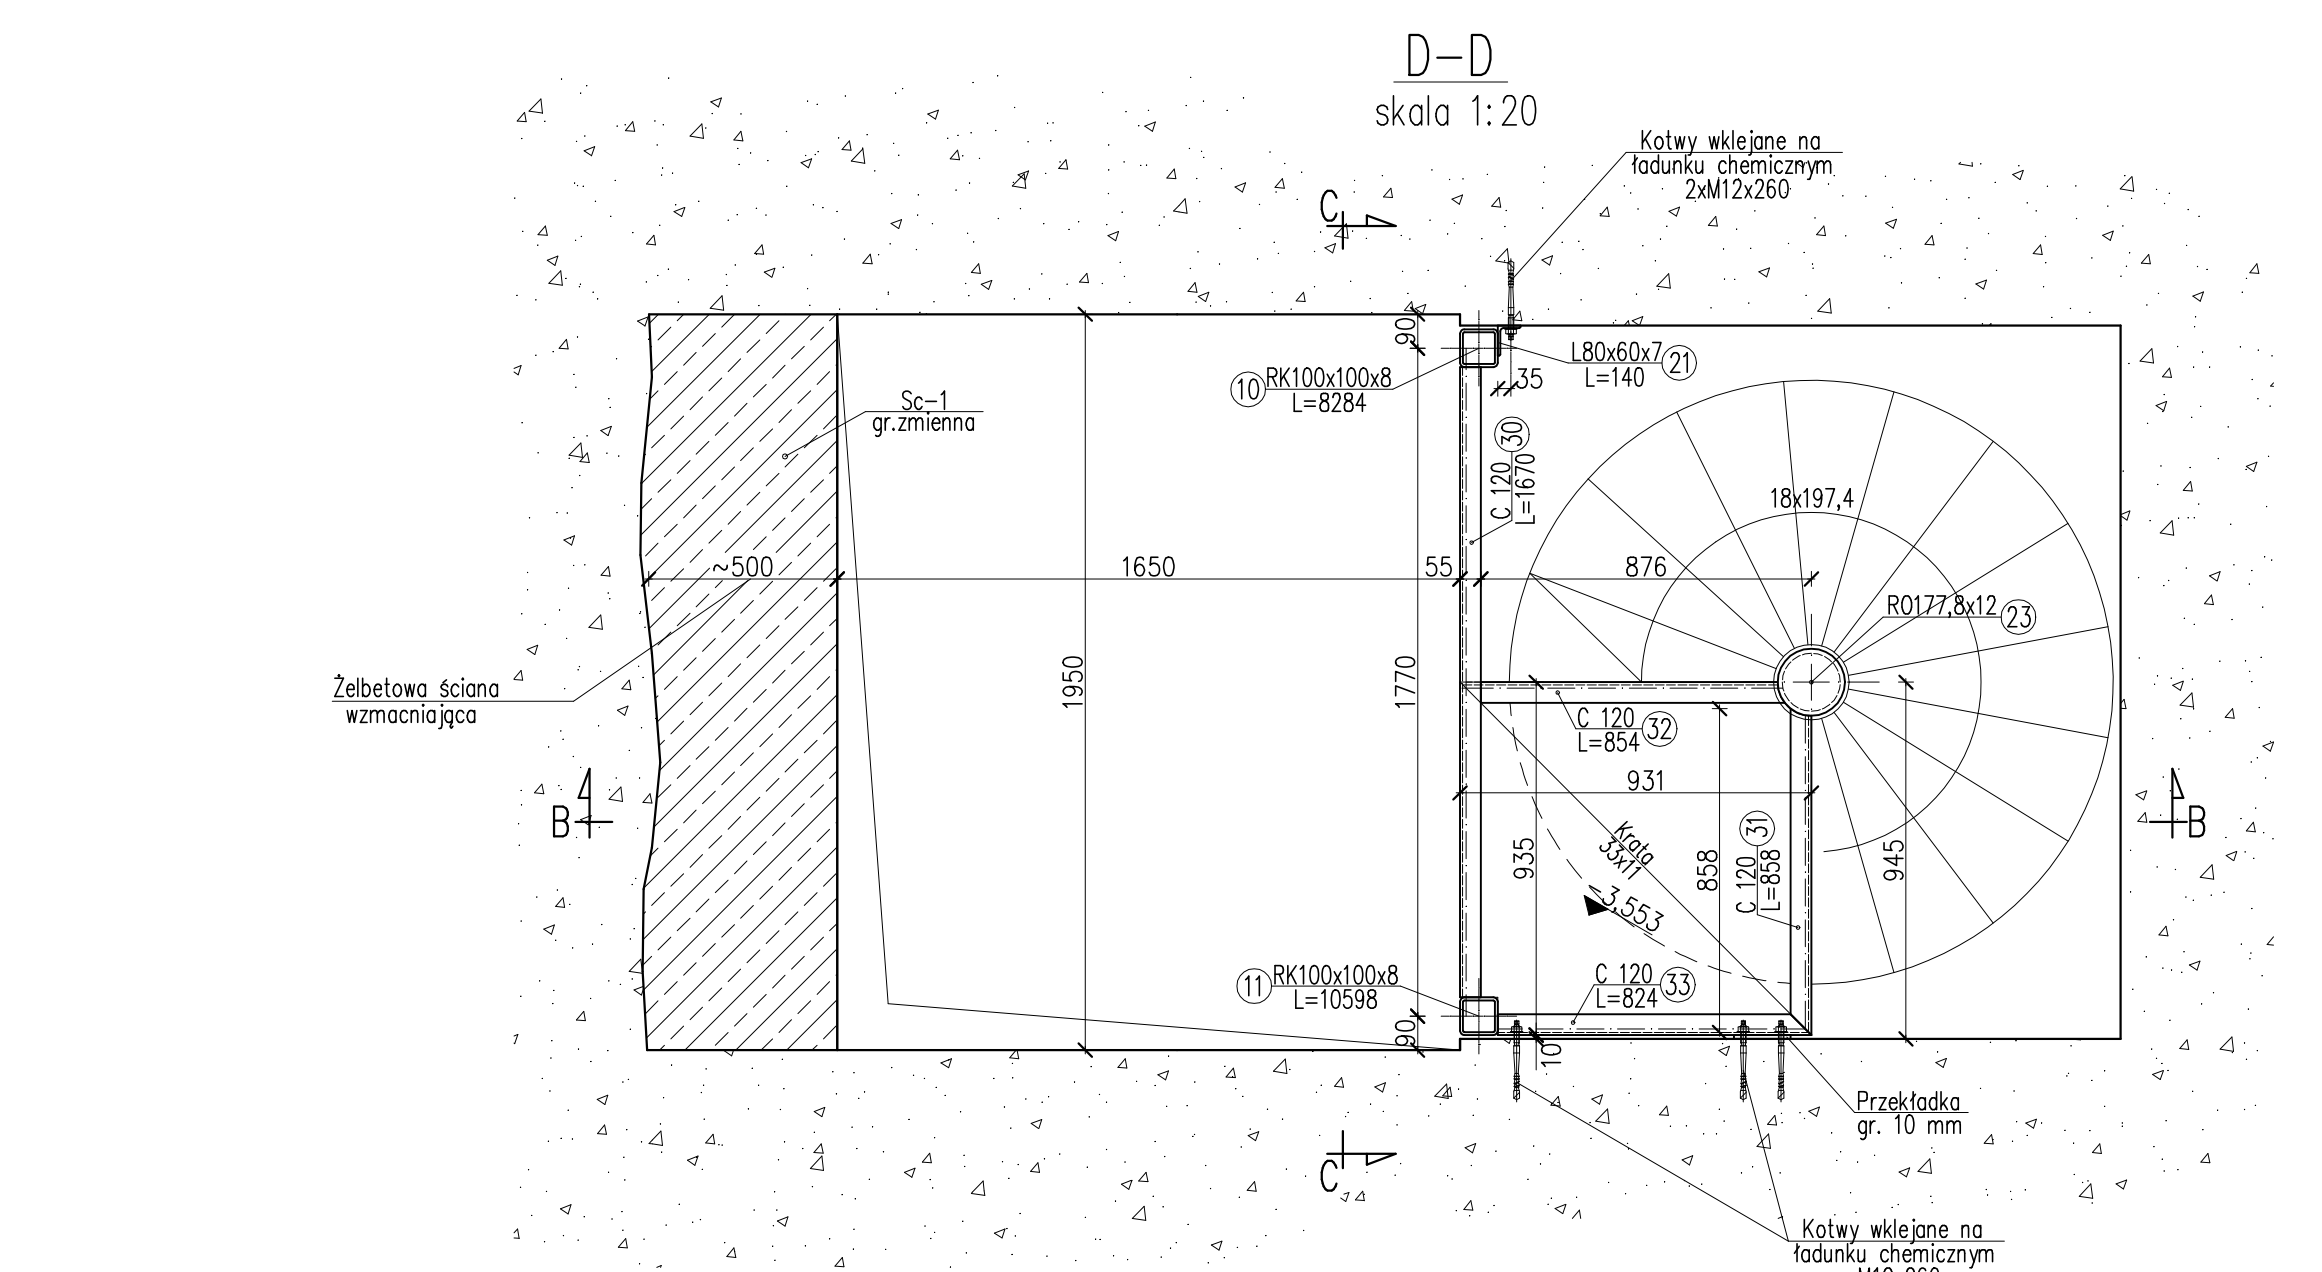 D-D
skala 1:20
Kotwy wklejane na
ładunku chemicznym
2xM12x260
C
90
L80x60x7
L=140
21
35
10
RK100x100x8
L=8284
Sc-1
gr.zmienna
30
C 120
L=1670
18x197,4
~500
1650
55
876
RO177,8x12
23
1950
1770
Żelbetowa ściana
wzmacniająca
C 120
L=854
32
931
B
B
Krata
33x11
935
858
31
C 120
L=858
945
3,553
11
RK100x100x8
L=10598
C 120
L=824
33
90
10
Przekładka
gr. 10 mm
C
Kotwy wklejane na
ładunku chemicznym